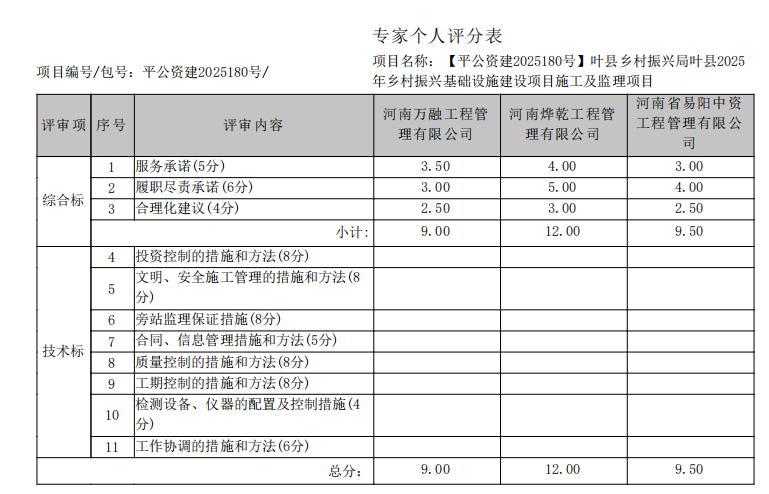 专家个人评分表
项目编号/包号：平公资建2025180号/
项目名称：【平公资建2025180号】叶县乡村振兴局叶县2025
年乡村振兴基础设施建设项目施工及监理项目
评审项 序号 评审内容 河南万融工程管理有限公司 河南烨乾工程管理有限公司 河南省易阳中资工程管理有限公司
综合标
1 服务承诺(5分) 3.50 4.00 3.00
2 履职尽责承诺(6分) 3.00 5.00 4.00
3 合理化建议(4分) 2.50 3.00 2.50
小计: 9.00 12.00 9.50
技术标
4 投资控制的措施和方法(8分)
5 文明、安全施工管理的措施和方法(8
分)
6 旁站监理保证措施(8分)
7 合同、信息管理措施和方法(5分)
8 质量控制的措施和方法(8分)
9 工期控制的措施和方法(8分)
10 检测设备、仪器的配置及控制措施(4
分)
11 工作协调的措施和方法(6分)
总分: 9.00 12.00 9.50